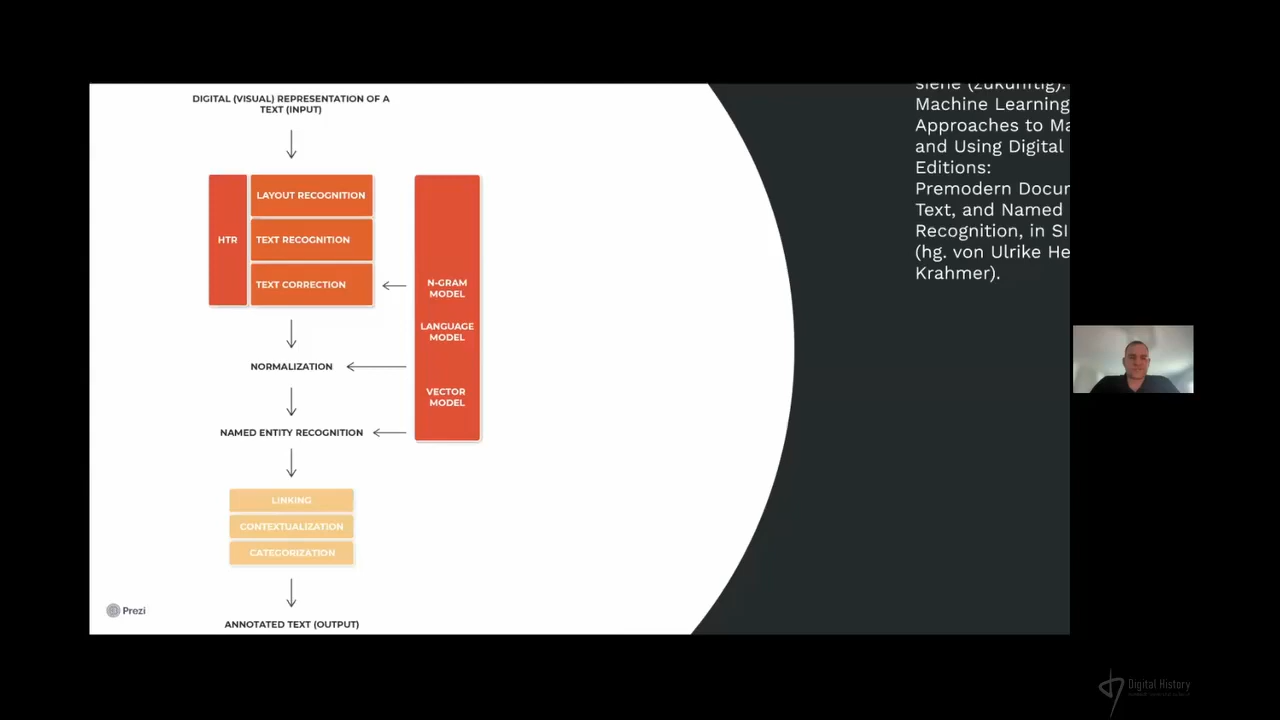 DIGITAL (VISUAL) REPRESENTATION OF A
TEXT (INPUT)
HTR
LAYOUT RECOGNITION
TEXT RECOGNITION
TEXT CORRECTION
N-GRAM
MODEL
LANGUAGE
MODEL
VECTOR
MODEL
NORMALIZATION
NAMED ENTITY RECOGNITION
LINKING
CONTEXTUALIZATION
CATEGORIZATION
ANNOTATED TEXT (OUTPUT)
Prezi
siehe (zukünftig).
Machine Learning
Approaches to Ma
and Using Digital
Editions:
Premodern Docur
Text, and Named
Recognition, in SI
(hg. von Ulrike He
Krahmer).
Digital History